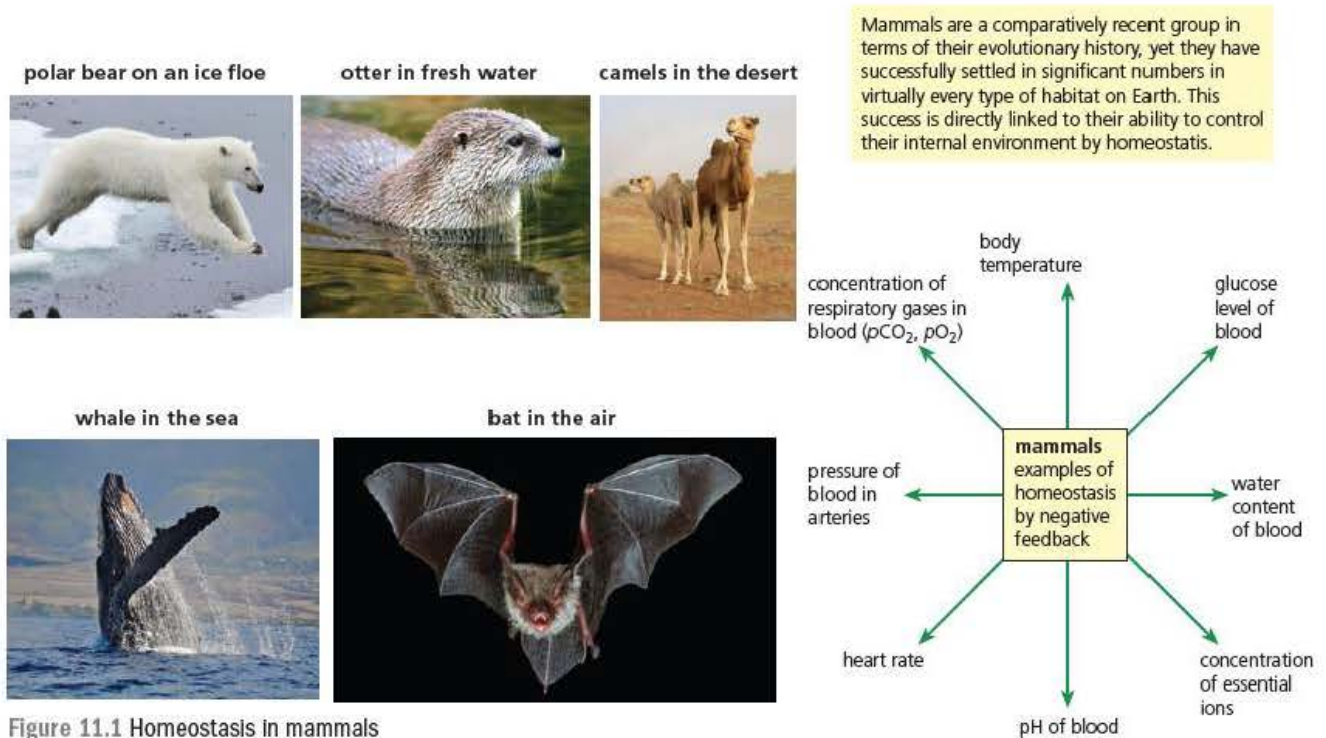 polar bear on an ice floe
otter in fresh water
camels in the desert
Mammals are a comparatively recent group in
terms of their evolutionary history, yet they have
successfully settled in significant numbers in
virtually every type of habitat on Earth. This
success is directly linked to their ability to control
their internal environment by homeostatis.
whale in the sea
bat in the air
body
temperature
concentration of
respiratory gases in
blood (pCO₂, pO₂)
glucose
level of
blood
mammals
examples of
homeostasis
by negative
feedback
pressure of
blood in
arteries
water
content
of blood
heart rate
concentration
of essential
ions
pH of blood
Figure 11.1 Homeostasis in mammals